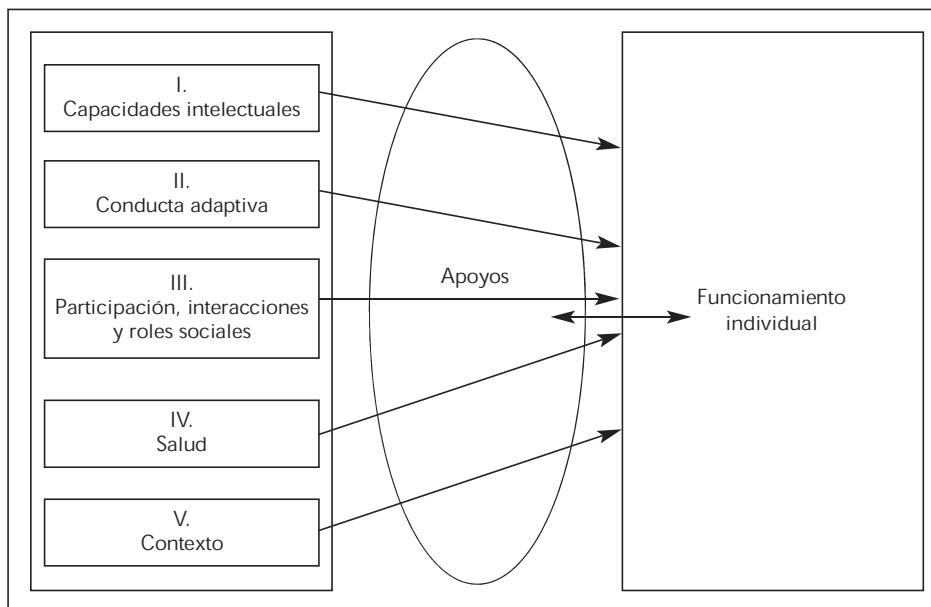 I.
Capacidades intelectuales
II.
Conducta adaptiva
III.
Participación, interacciones
y roles sociales
IV.
Salud
V.
Contexto
Apoyos
Funcionamiento
individual